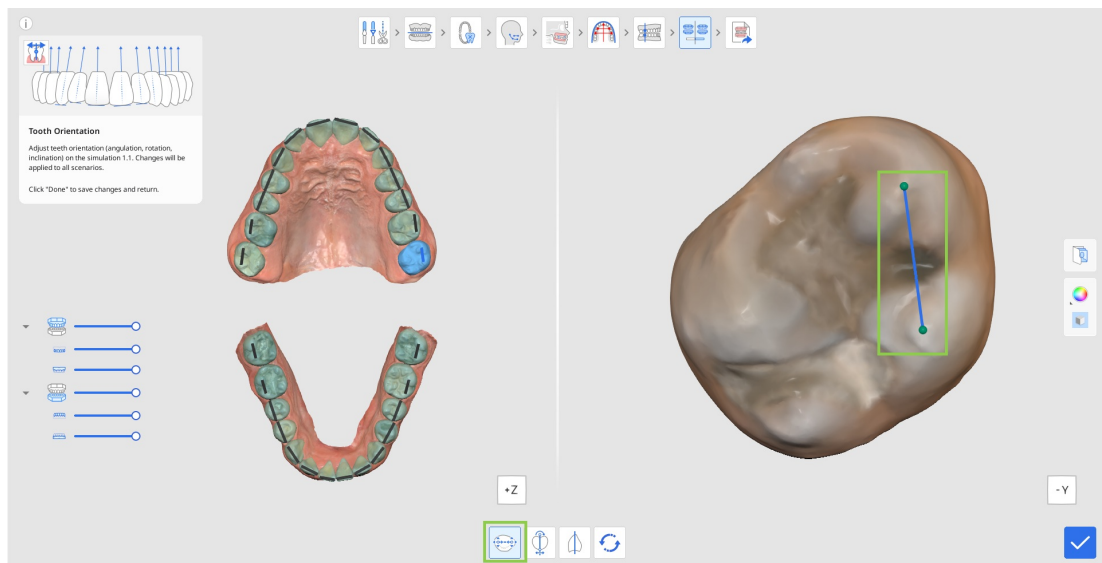 Tooth Orientation
Adjust teeth orientation (angulation, rotation,
inclination) on the simulation 1.1. Changes will be
applied to all scenarios.
Click "Done" to save changes and return.
+Z
-Y